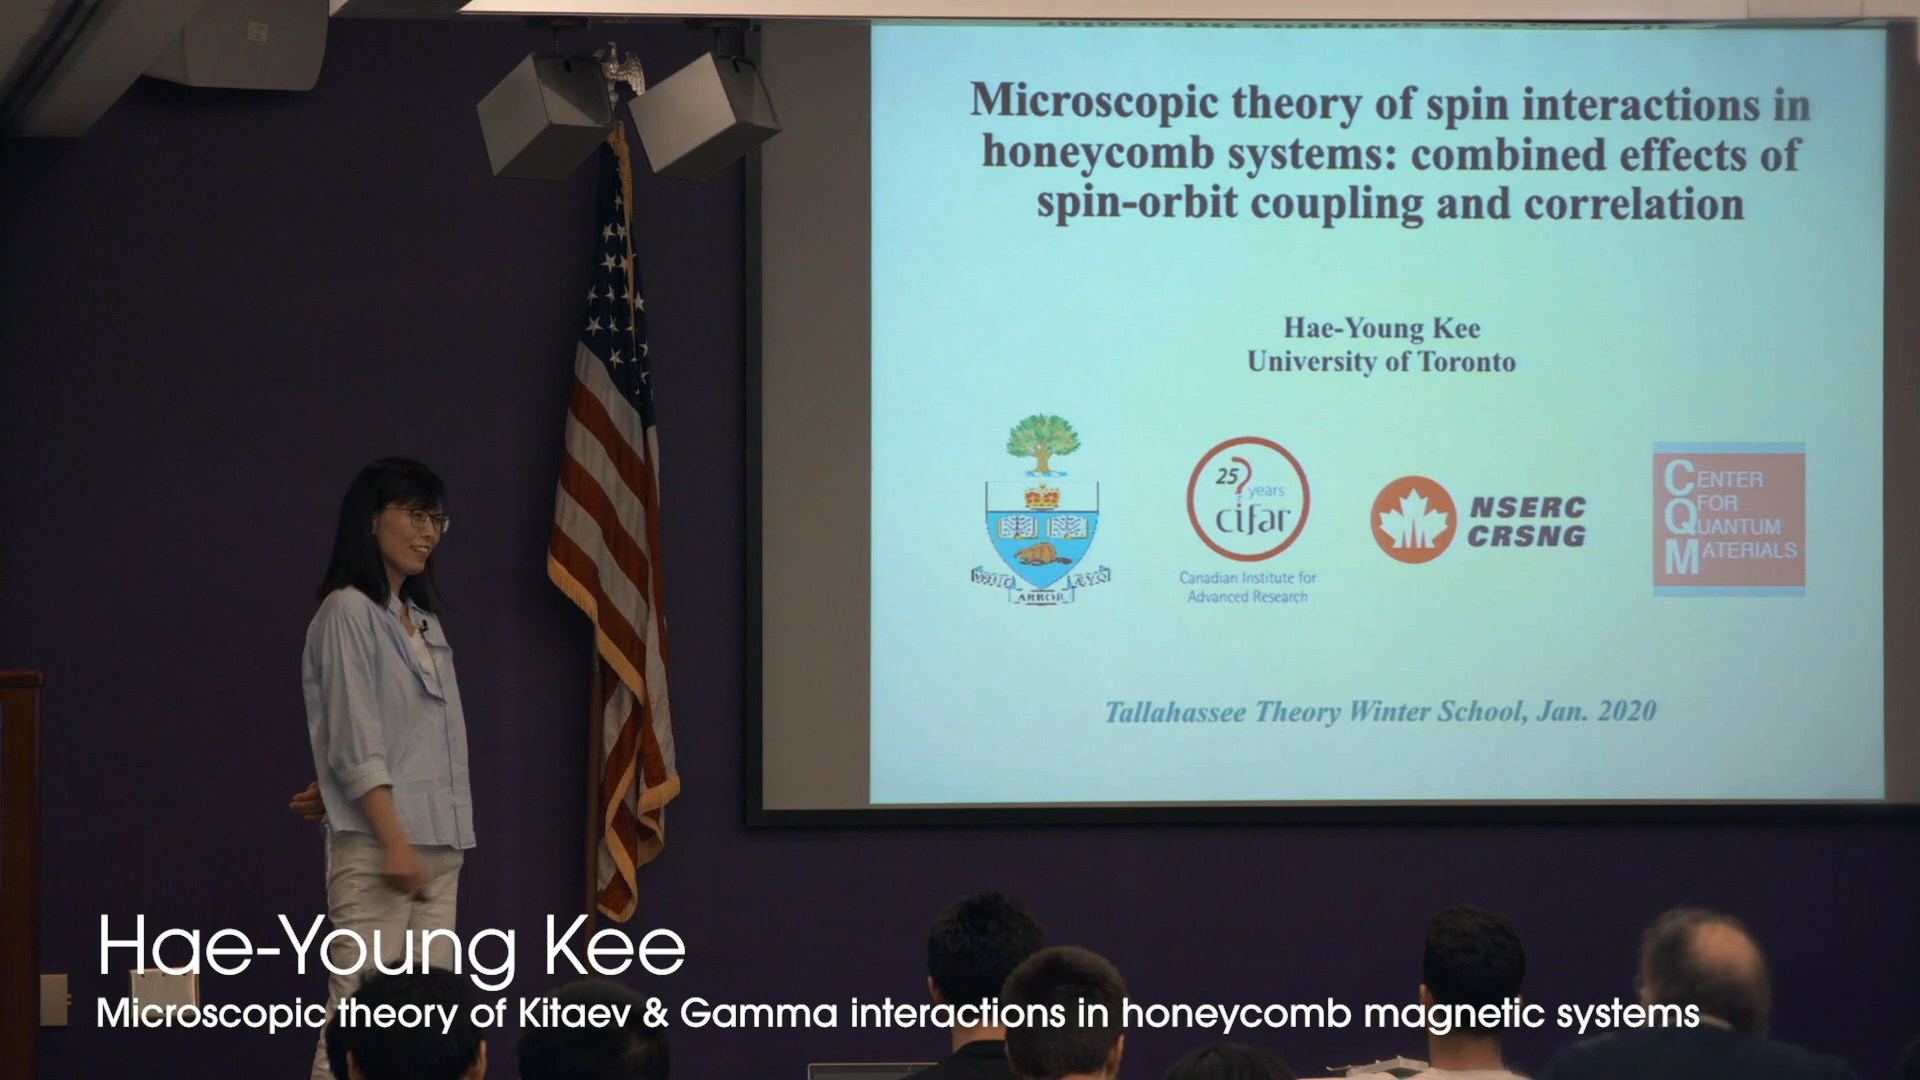 Microscopic theory of spin interactions in
honeycomb systems: combined effects of
spin-orbit coupling and correlation
Hae-Young Kee
University of Toronto
25 years
cifar
Canadian Institute for
Advanced Research
NSERC
CRSNG
CENTER
FOR
QUANTUM
MATERIALS
ARBOR
Tallahassee Theory Winter School, Jan. 2020
Hae-Young Kee
Microscopic theory of Kitaev & Gamma interactions in honeycomb magnetic systems